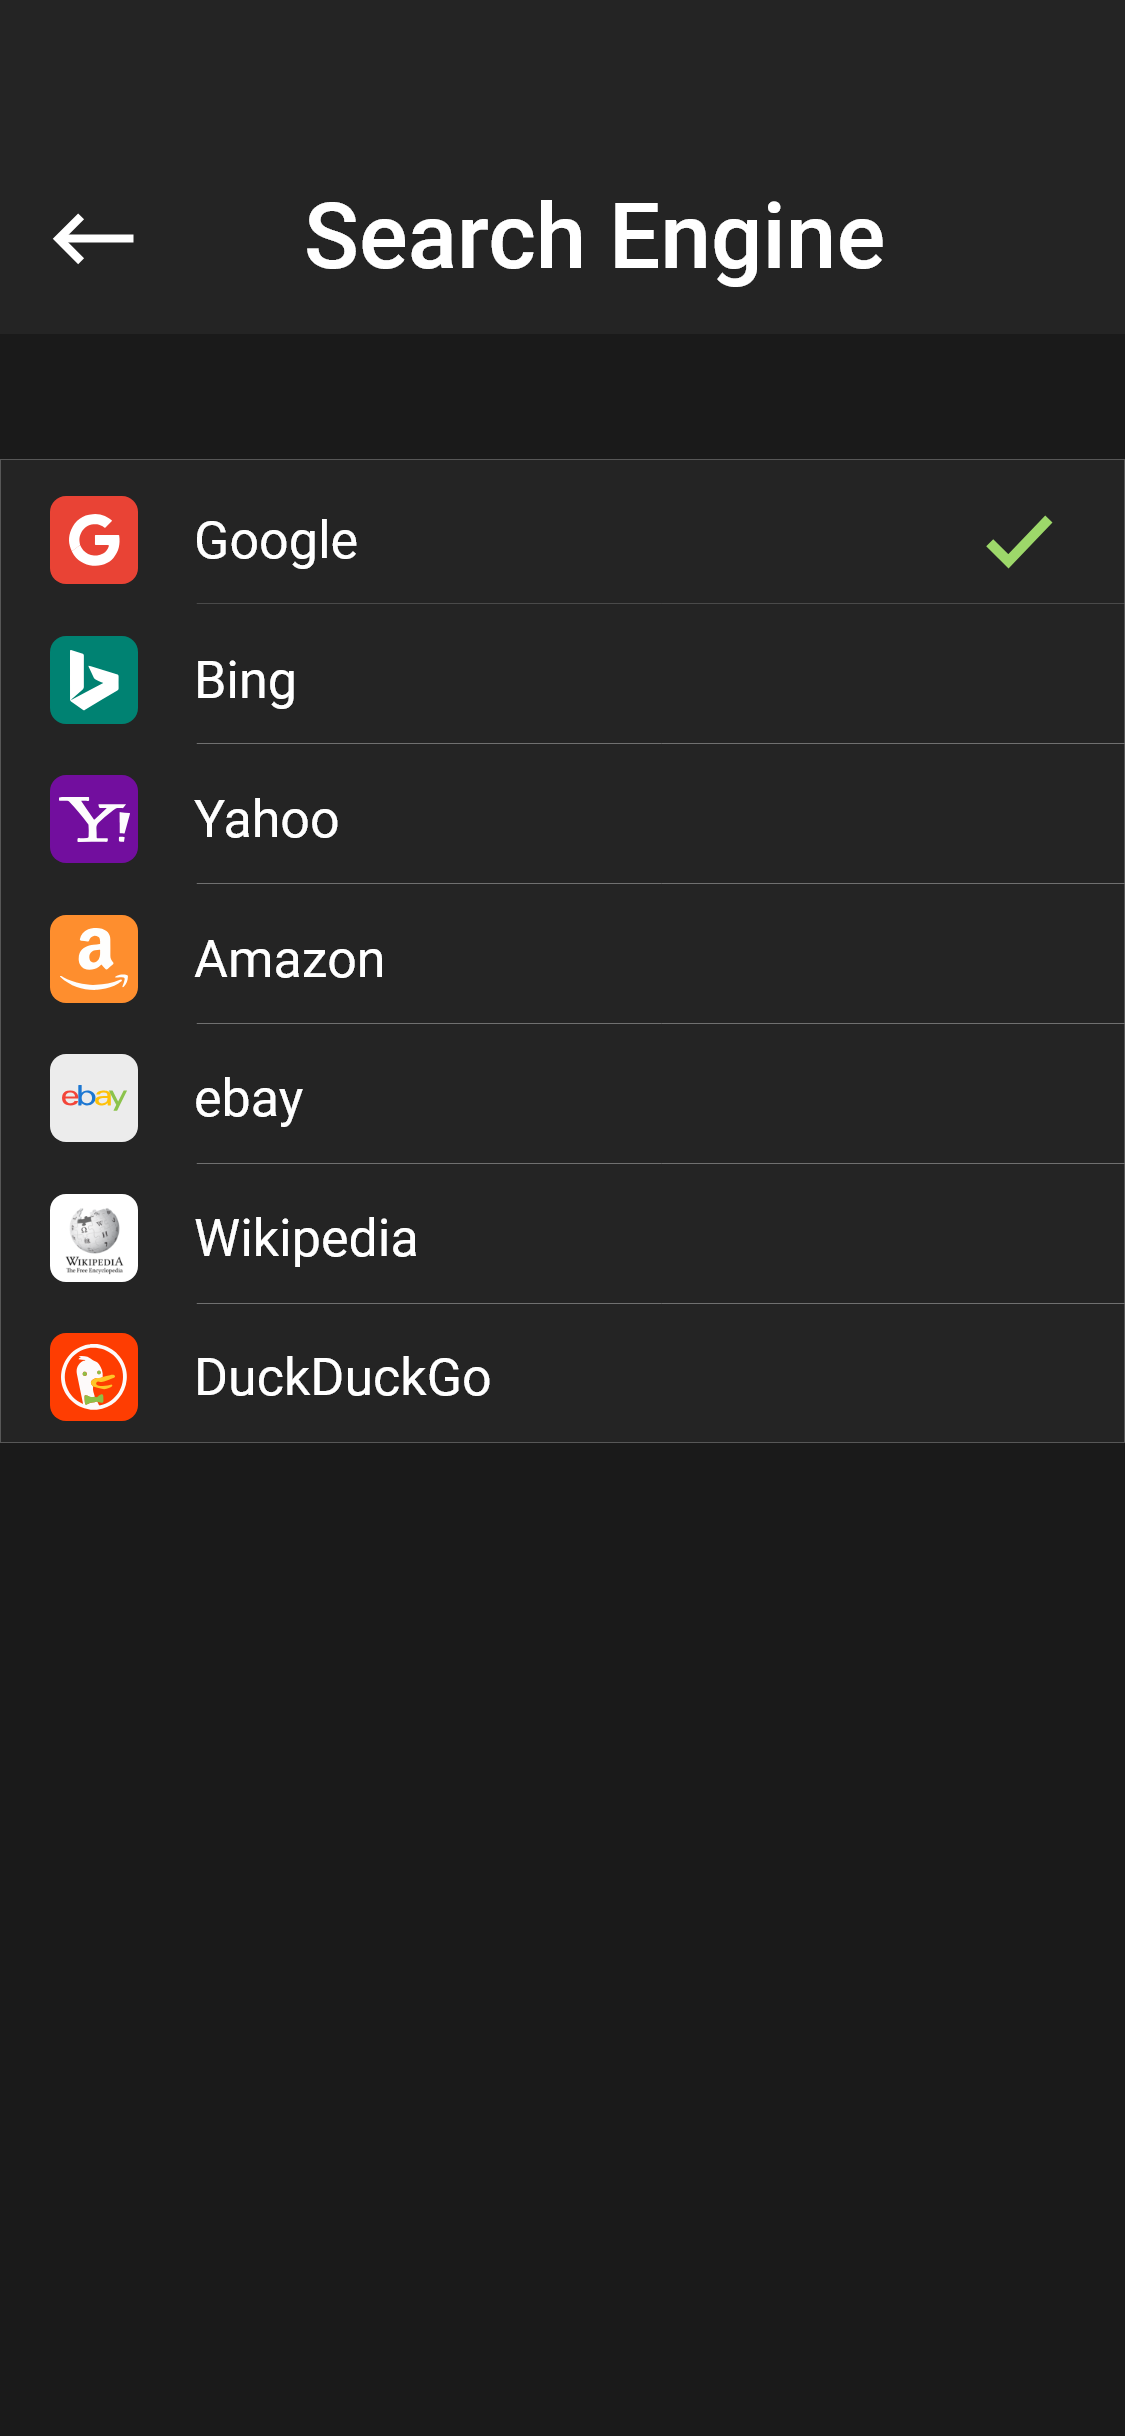 Search Engine
Google
Bing
Yahoo
Amazon
ebay
ebay
WIKIPEDIA
The Free Encyclopedia
Wikipedia
DuckDuckGo